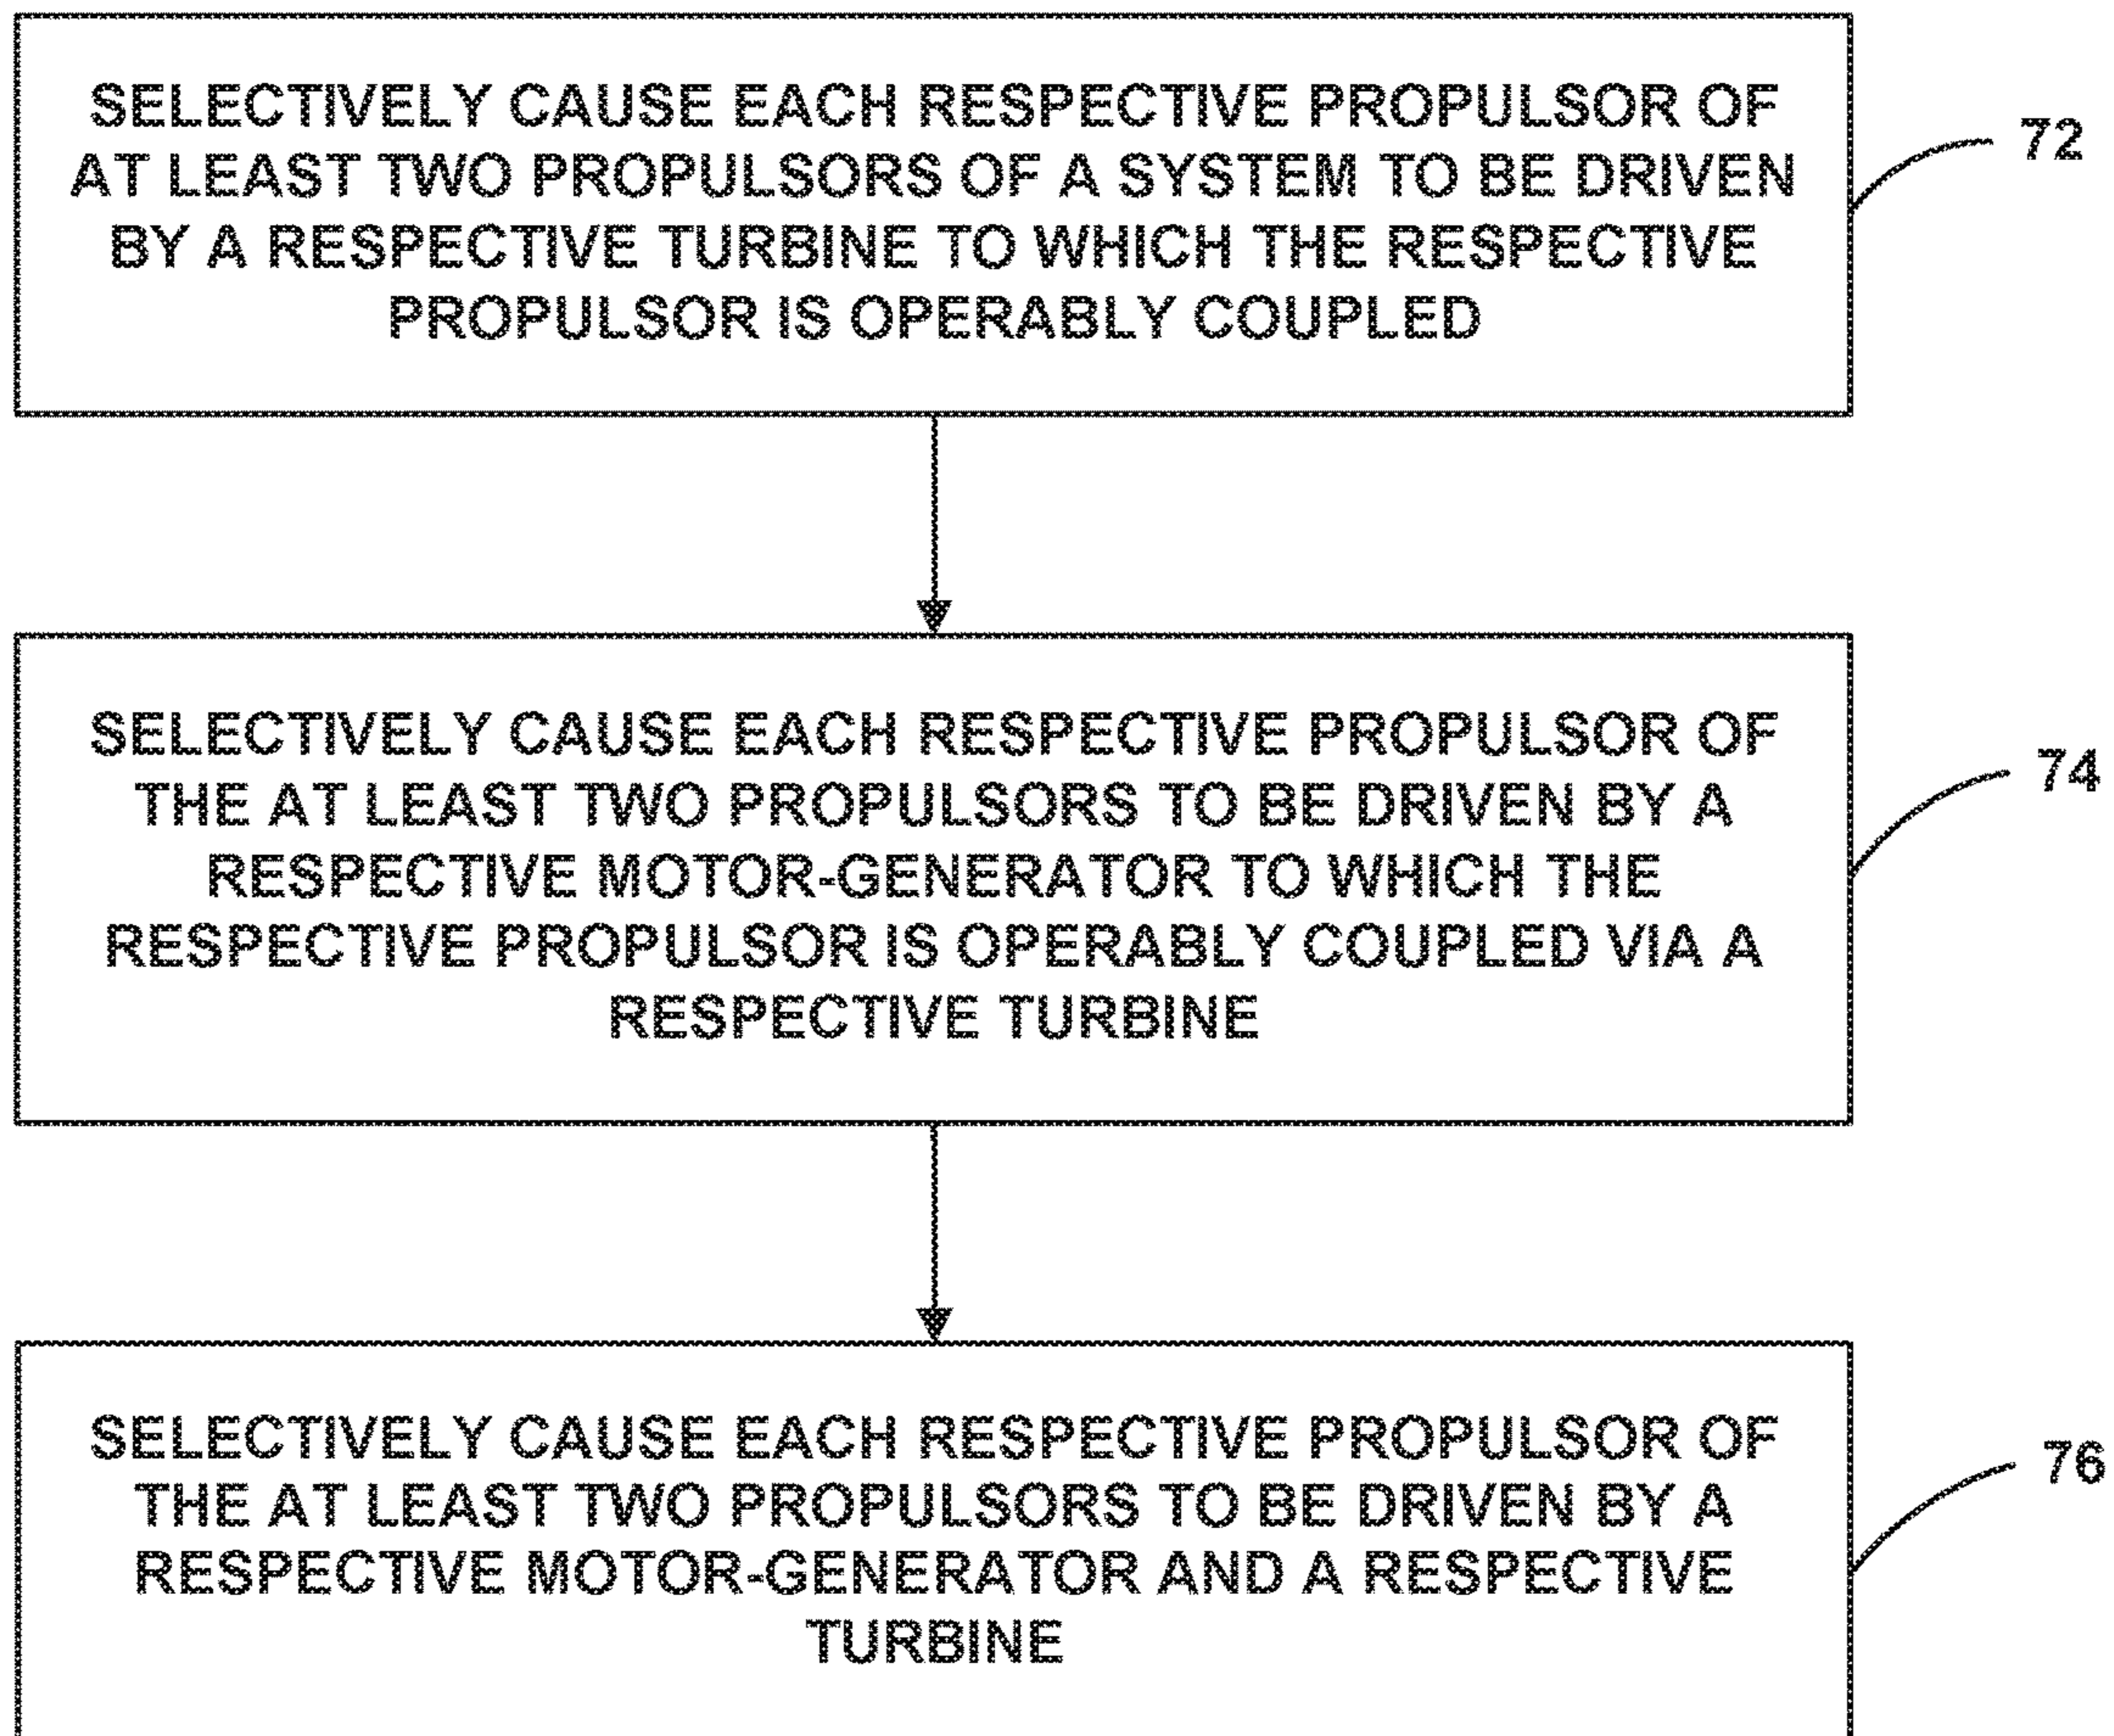 SELECTIVELY CAUSE EACH RESPECTIVE PROPULSOR OF
AT LEAST TWO PROPULSORS OF A SYSTEM TO BE DRIVEN
BY A RESPECTIVE TURBINE TO WHICH THE RESPECTIVE
PROPULSOR IS OPERABLY COUPLED
72
SELECTIVELY CAUSE EACH RESPECTIVE PROPULSOR OF
THE AT LEAST TWO PROPULSORS TO BE DRIVEN BY A
RESPECTIVE MOTOR-GENERATOR TO WHICH THE
RESPECTIVE PROPULSOR IS OPERABLY COUPLED VIA A
RESPECTIVE TURBINE
74
SELECTIVELY CAUSE EACH RESPECTIVE PROPULSOR OF
THE AT LEAST TWO PROPULSORS TO BE DRIVEN BY A
RESPECTIVE MOTOR-GENERATOR AND A RESPECTIVE
TURBINE
76